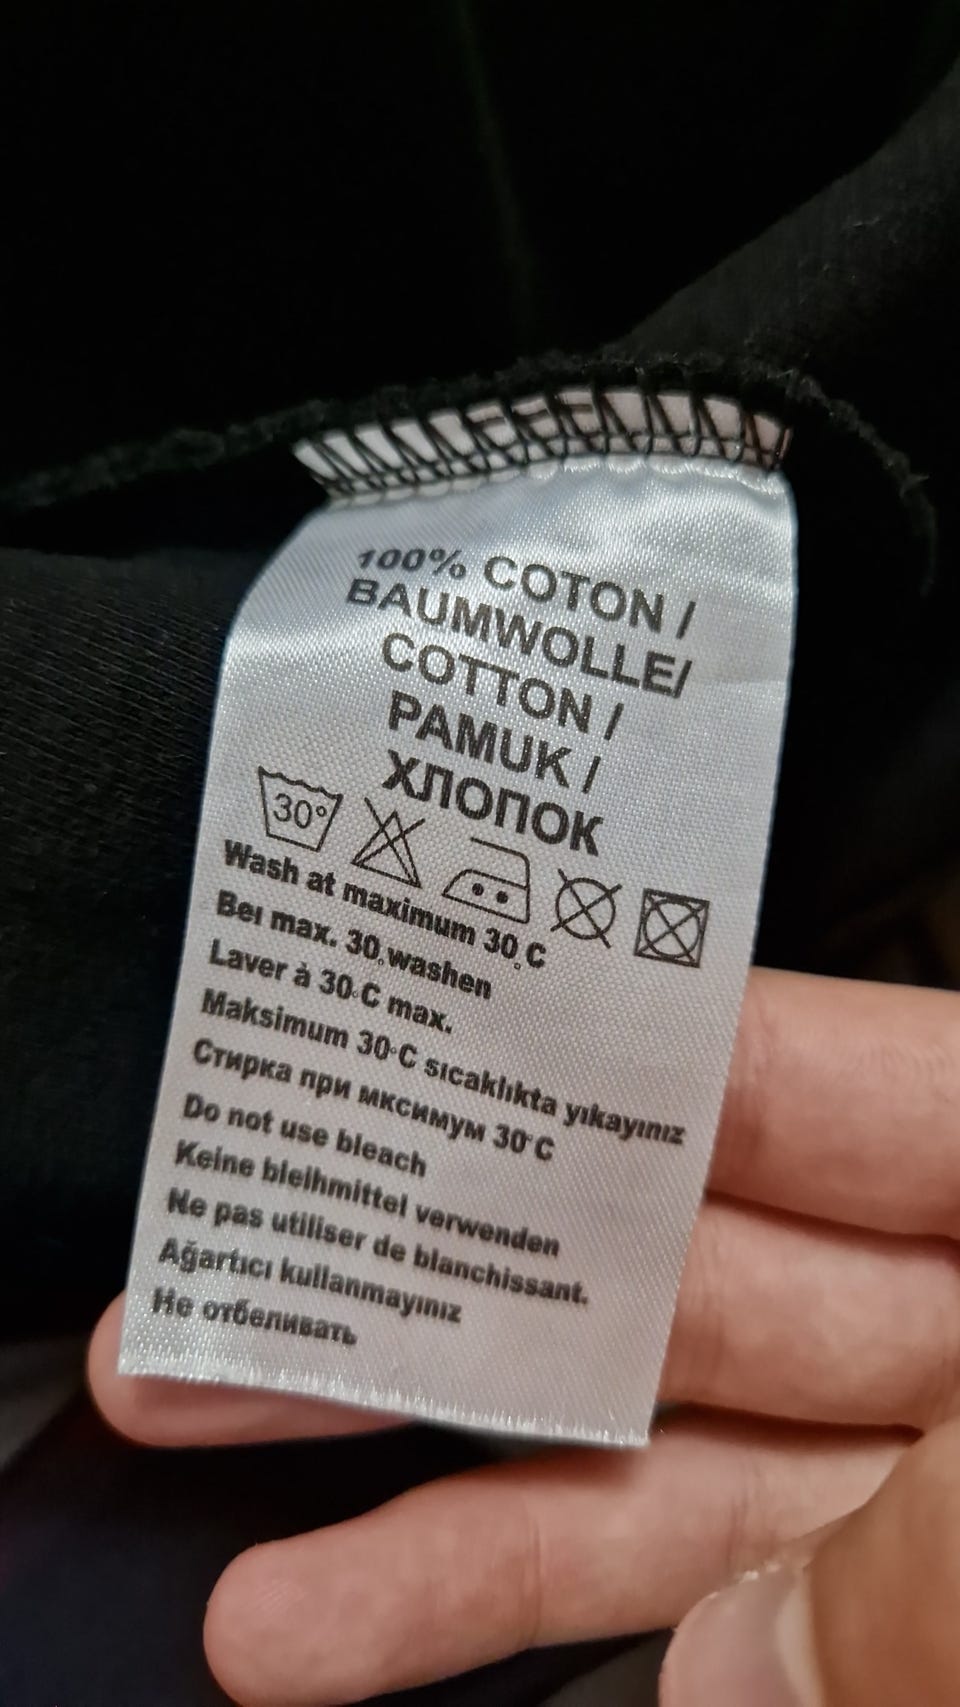 100% COTON /
BAUMWOLLE/
COTTON /
PAMUK /
ХЛОПОК
30°
Wash at maximum 30°C
Beı max. 30°washen
Laver à 30°C max.
Maksimum 30°C sıcaklıkta yıkayınız
Стирка при мксимум 30°C
Do not use bleach
Keine bleihmittel verwenden
Ne pas utiliser de blanchissant.
Ağartıcı kullanmayınız
Не отбеливать